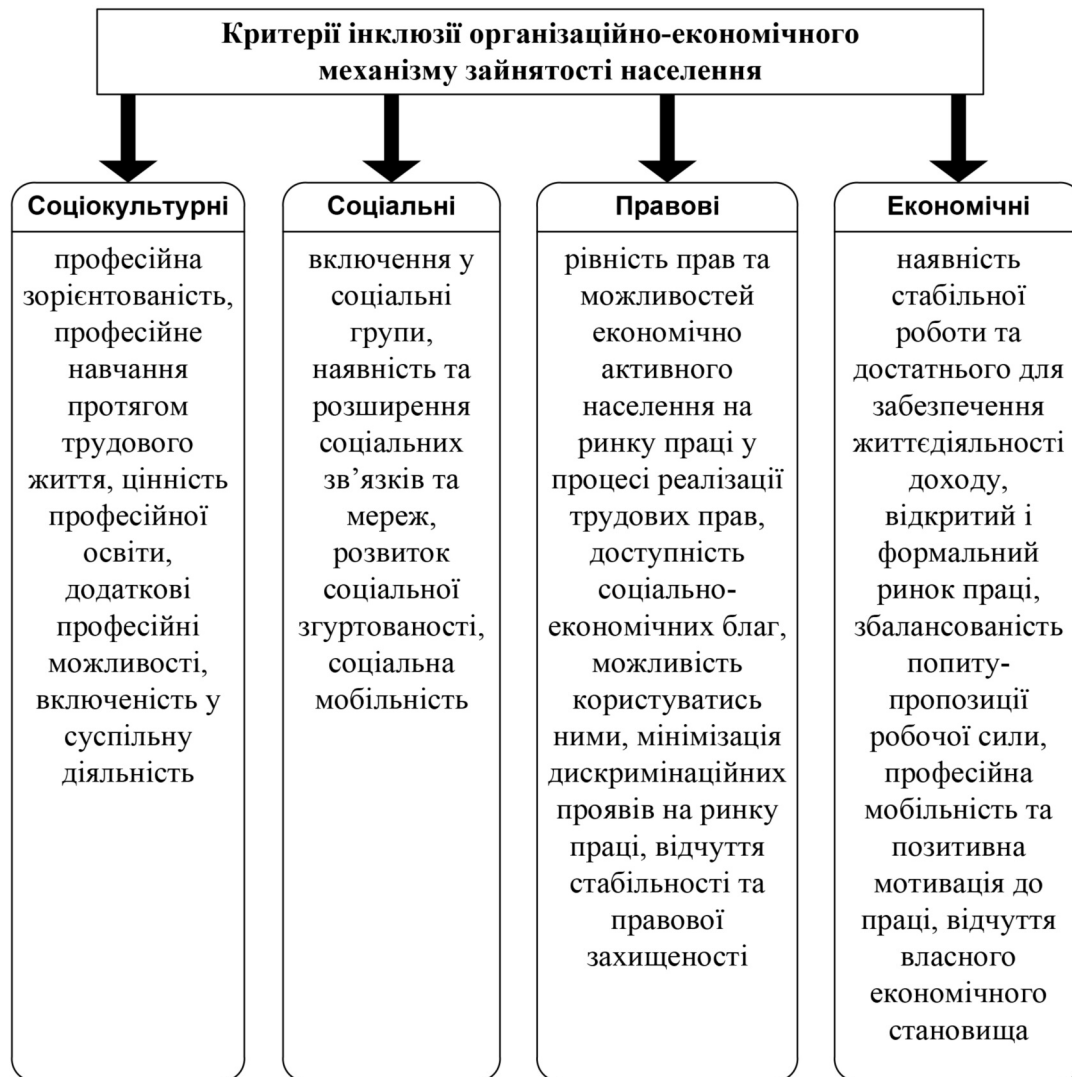 Критерії інклюзії організаційно-економічного
механізму зайнятості населення
Соціокультурні
професійна
зорієнтованість,
професійне
навчання
протягом
трудового
життя, цінність
професійної
освіти,
додаткові
професійні
можливості,
включеність у
суспільну
діяльність
Соціальні
включення у
соціальні
групи,
наявність та
розширення
соціальних
зв’язків та
мереж,
розвиток
соціальної
згуртованості,
соціальна
мобільність
Правові
рівність прав та
можливостей
економічно
активного
населення на
ринку праці у
процесі реалізації
трудових прав,
доступність
соціально-
економічних благ,
можливість
користуватись
ними, мінімізація
дискримінаційних
проявів на ринку
праці, відчуття
стабільності та
правової
захищеності
Економічні
наявність
стабільної
роботи та
достатнього для
забезпечення
життєдіяльності
доходу,
відкритий і
формальний
ринок праці,
збалансованість
попиту-
пропозиції
робочої сили,
професійна
мобільність та
позитивна
мотивація до
праці, відчуття
власного
економічного
становища